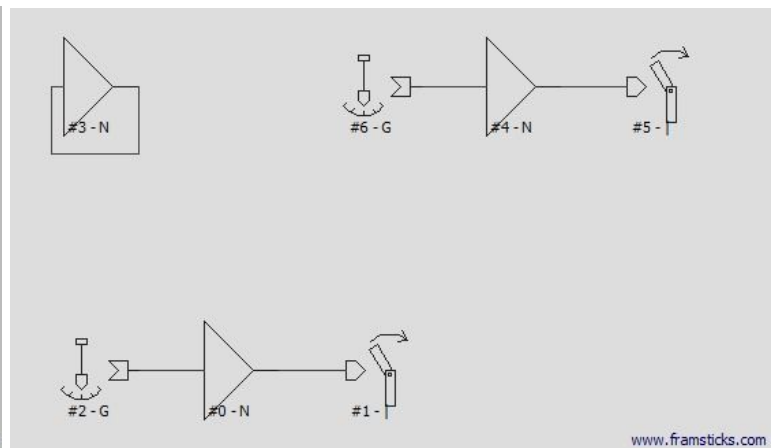 #3 - N
#6 - G
#4 - N
#5 - |
#2 - G
#0 - N
#1 - |
www.framsticks.com